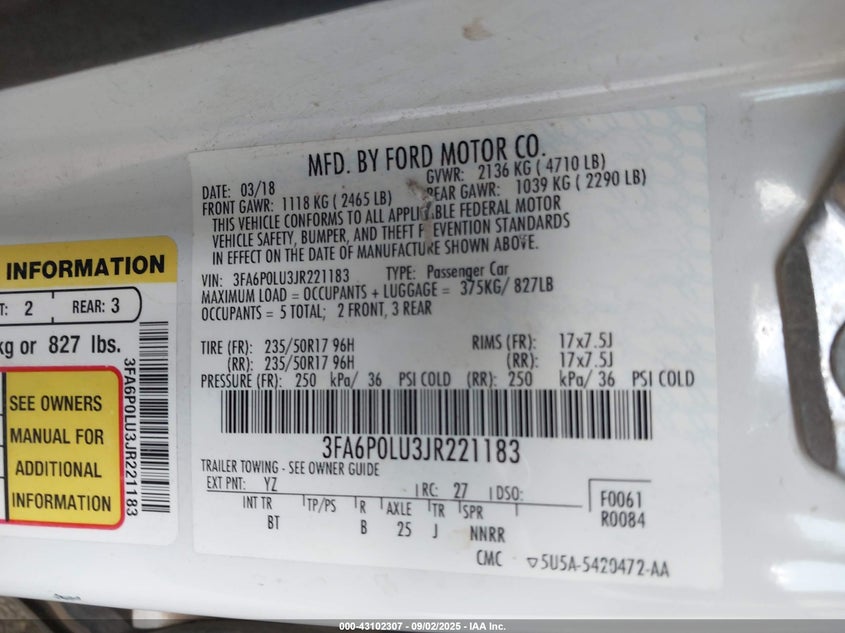 MFD. BY FORD MOTOR CO.
DATE: 03/18 GVWR: 2136 KG ( 4710 LB)
FRONT GAWR: 1118 KG ( 2465 LB) REAR GAWR: 1039 KG ( 2290 LB)
THIS VEHICLE CONFORMS TO ALL APPLICABLE FEDERAL MOTOR
VEHICLE SAFETY, BUMPER, AND THEFT PREVENTION STANDARDS
IN EFFECT ON THE DATE OF MANUFACTURE SHOWN ABOVE.
VIN: 3FA6P0LU3JR221183 TYPE: Passenger Car
MAXIMUM LOAD = OCCUPANTS + LUGGAGE = 375KG/ 827LB
OCCUPANTS = 5 TOTAL; 2 FRONT, 3 REAR
TIRE (FR): 235/50R17 96H RIMS (FR): 17x7.5J
(RR): 235/50R17 96H (RR): 17x7.5J
PRESSURE (FR): 250 kPa/ 36 PSI COLD (RR): 250 kPa/ 36 PSI COLD
3FA6P0LU3JR221183
TRAILER TOWING - SEE OWNER GUIDE
EXT PNT: YZ RC: 27 DSO:
INT TR TP/PS R AXLE TR SPR
BT B 25 J NNRR
F0061
R0084
CMC ▽5U5A-5420472-AA
INFORMATION
T: 2 REAR: 3
kg or 827 lbs.
SEE OWNERS
MANUAL FOR
ADDITIONAL
INFORMATION
3FA6P0LU3JR221183
000-43102307 - 09/02/2025 - IAA Inc.